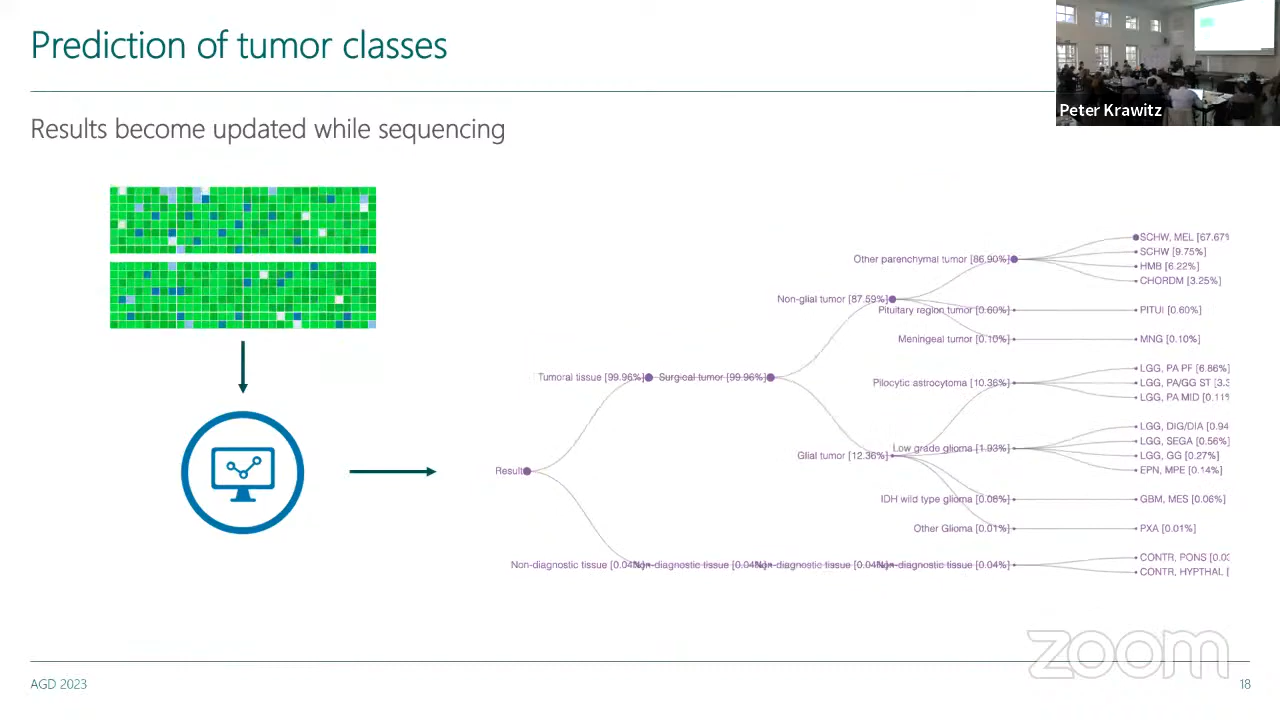 Prediction of tumor classes
Peter Krawitz
Results become updated while sequencing
SCHW, MEL [67.67%
Other parenchymal tumor [86.90%]
SCHW [9.75%]
HMB [6.22%]
CHORDM [3.25%]
Non-glial tumor [87.59%]
Pituitary region tumor [0.60%]
PITUI [0.60%]
Meningeal tumor [0.10%]
MNG [0.10%]
Tumoral tissue [99.96%]
Surgical tumor [99.96%]
LGG, PA PF [6.86%]
Pilocytic astrocytoma [10.36%]
LGG, PA/GG ST [3.3
LGG, PA MID [0.11%
LGG, DIG/DIA [0.94
LGG, SEGA [0.56%]
Low grade glioma [1.93%]
Glial tumor [12.36%]
LGG, GG [0.27%]
EPN, MPE [0.14%]
Result
IDH wild type glioma [0.06%]
GBM, MES [0.06%]
Other Glioma [0.01%]
PXA [0.01%]
Non-diagnostic tissue [0.04%]
Non-diagnostic tissue [0.04%]
Non-diagnostic tissue [0.04%]
Non-diagnostic tissue [0.04%]
CONTR, PONS [0.0
CONTR, HYPTHAL [
zoom
AGD 2023
18